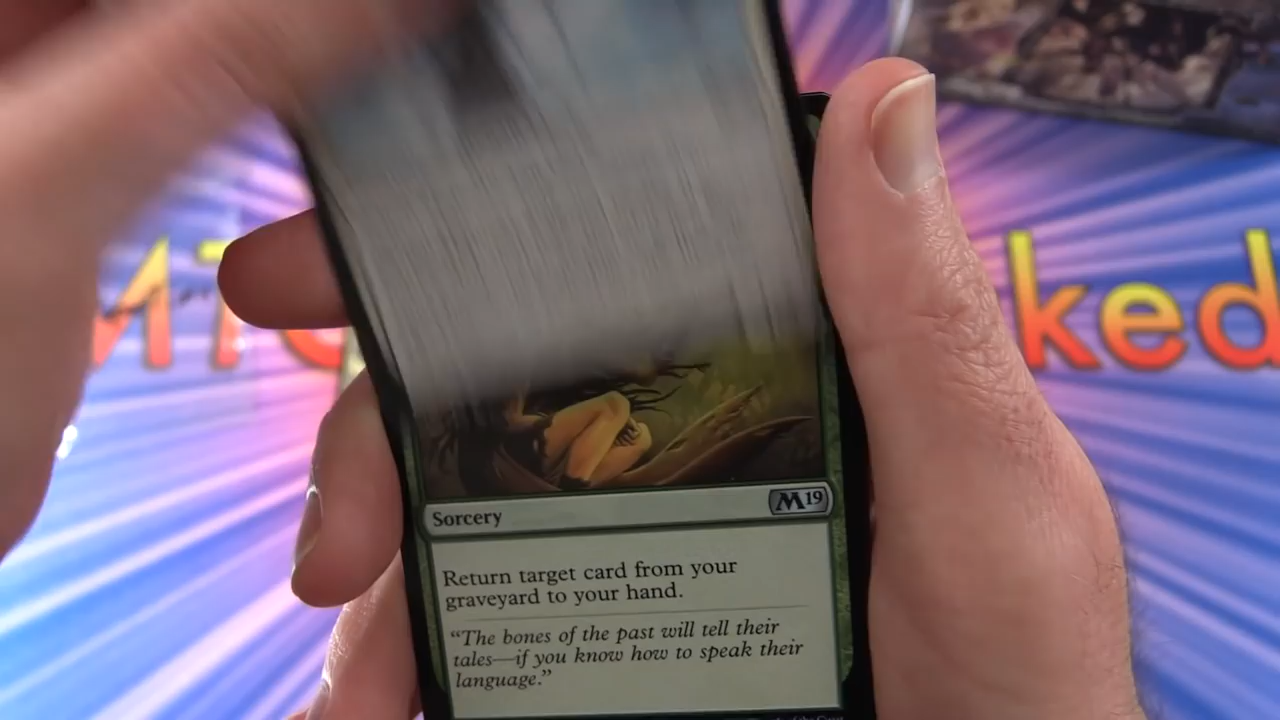 MTG
ked
Sorcery
M19
Return target card from your
graveyard to your hand.
“The bones of the past will tell their
tales—if you know how to speak their
language.”